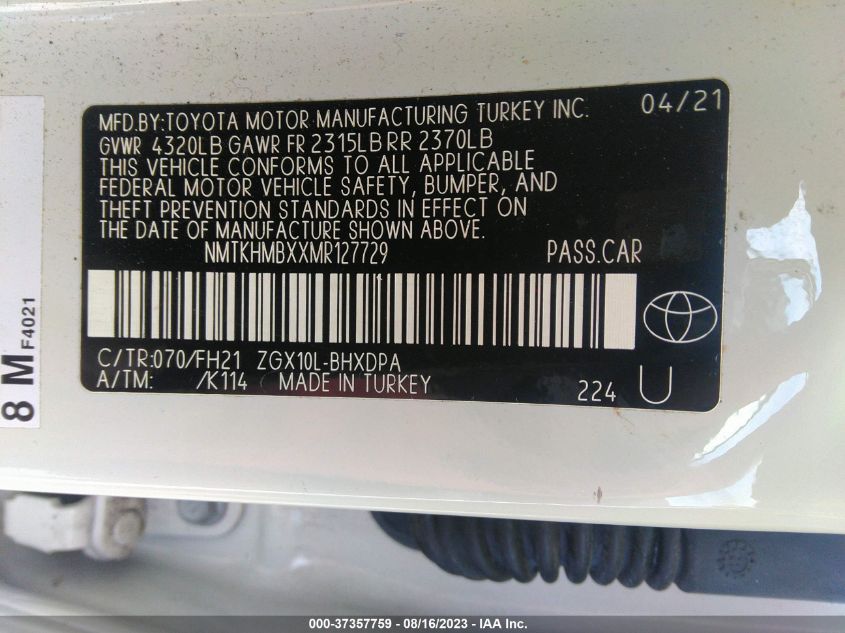 MFD.BY:TOYOTA MOTOR MANUFACTURING TURKEY INC. 04/21
GVWR 4320LB GAWR FR 2315LB RR 2370LB
THIS VEHICLE CONFORMS TO ALL APPLICABLE
FEDERAL MOTOR VEHICLE SAFETY, BUMPER, AND
THEFT PREVENTION STANDARDS IN EFFECT ON
THE DATE OF MANUFACTURE SHOWN ABOVE.
NMTKHMBXXMR127729 PASS.CAR
C/TR:070/FH21 ZGX10L-BHXDPA
A/TM: /K114 MADE IN TURKEY 224 U
8 M F4021
000-37357759 - 08/16/2023 - IAA Inc.